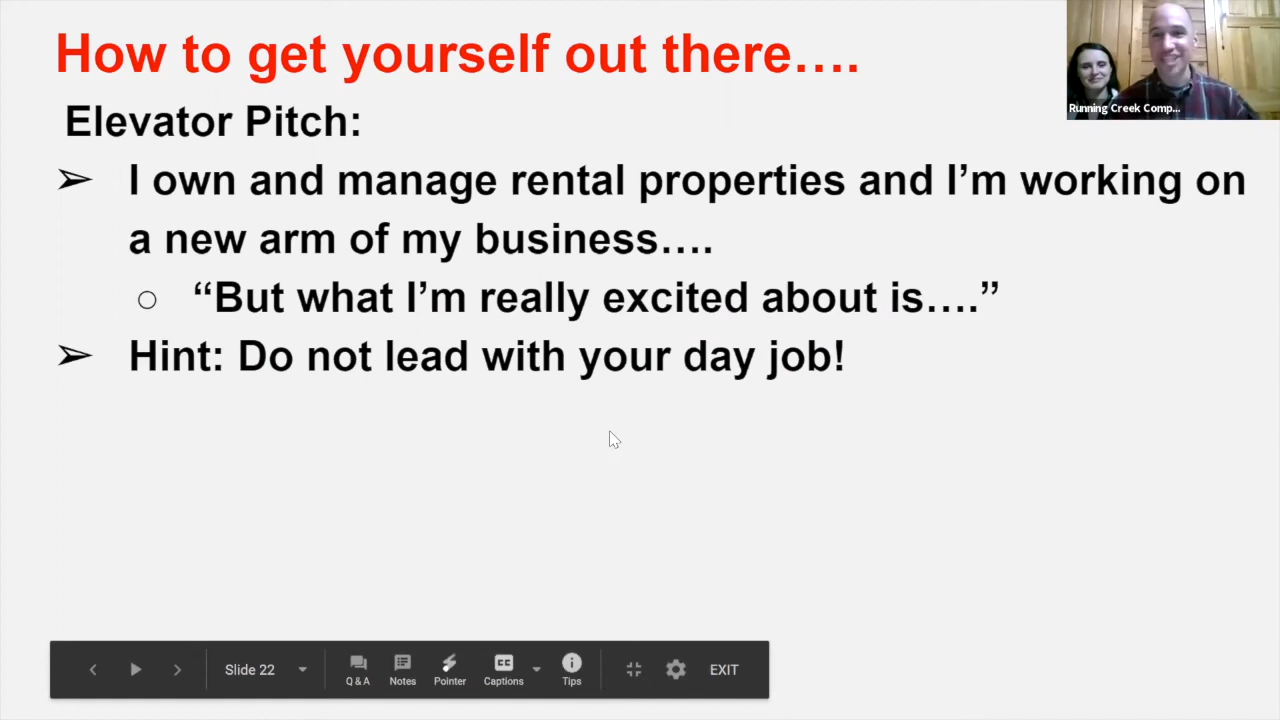 How to get yourself out there….
Running Creek Comp...
Elevator Pitch:
➢ I own and manage rental properties and I’m working on
a new arm of my business….
○ “But what I’m really excited about is….”
➢ Hint: Do not lead with your day job!
Slide 22
Q & A
Notes
Pointer
CC
Captions
Tips
EXIT